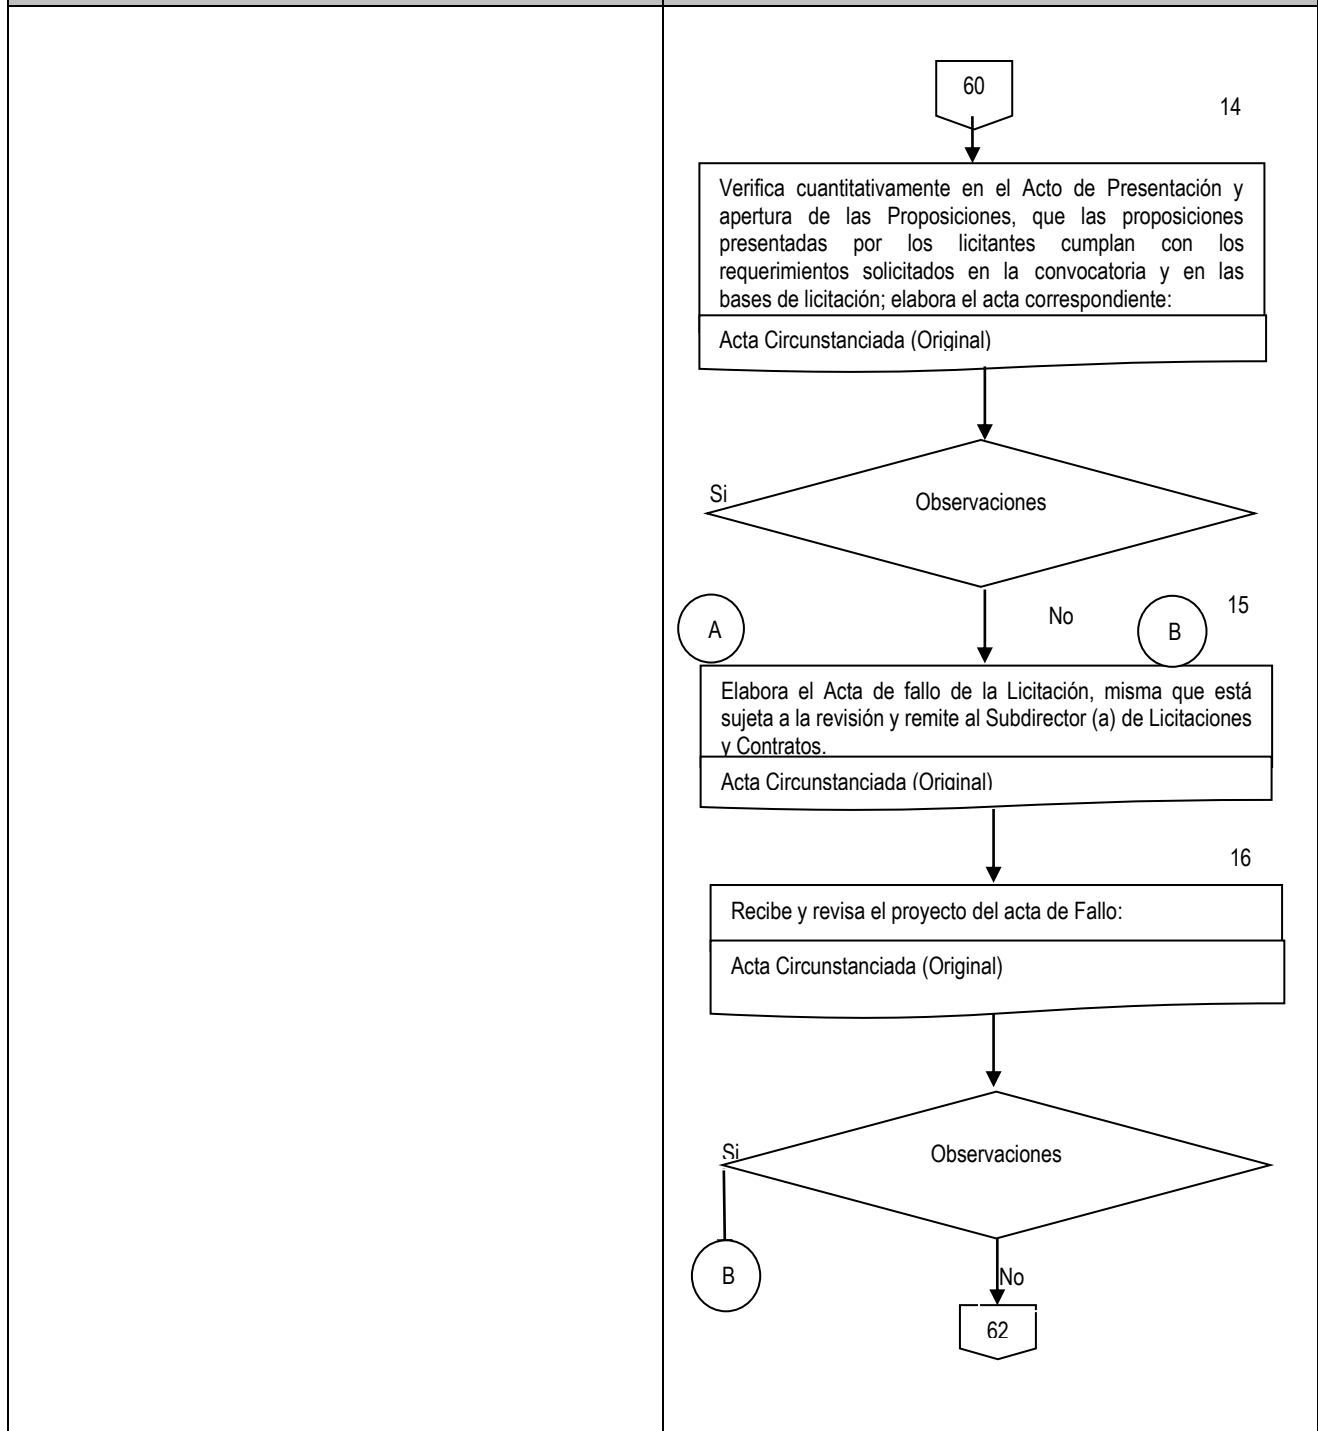 60
14
Verifica cuantitativamente en el Acto de Presentación y
apertura de las Proposiciones, que las proposiciones
presentadas por los licitantes cumplan con los
requerimientos solicitados en la convocatoria y en las
bases de licitación; elabora el acta correspondiente:
Acta Circunstanciada (Original)
Si
Observaciones
No
15
A
B
Elabora el Acta de fallo de la Licitación, misma que está
sujeta a la revisión y remite al Subdirector (a) de Licitaciones
y Contratos.
Acta Circunstanciada (Original)
16
Recibe y revisa el proyecto del acta de Fallo:
Acta Circunstanciada (Original)
Si
Observaciones
B
No
62